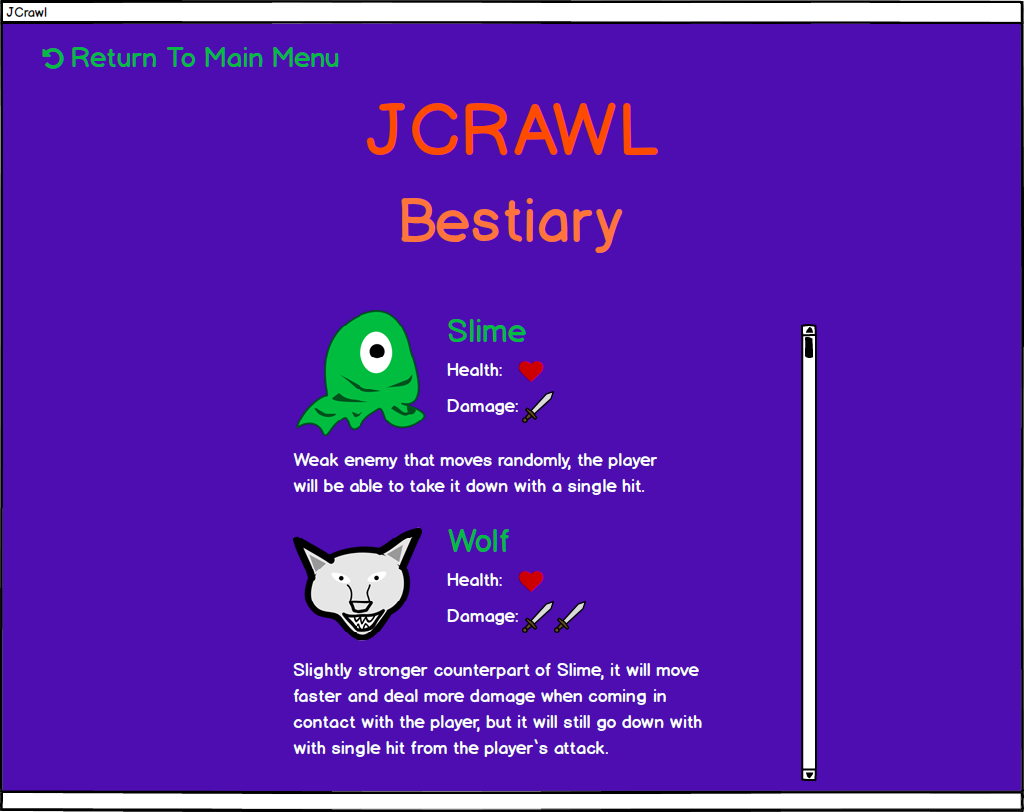 JCrawl
Return To Main Menu
JCRAWL
Bestiary
Slime
Health:
Damage:
Weak enemy that moves randomly, the player
will be able to take it down with a single hit.
Wolf
Health:
Damage:
Slightly stronger counterpart of Slime, it will move
faster and deal more damage when coming in
contact with the player, but it will still go down with
with single hit from the player`s attack.